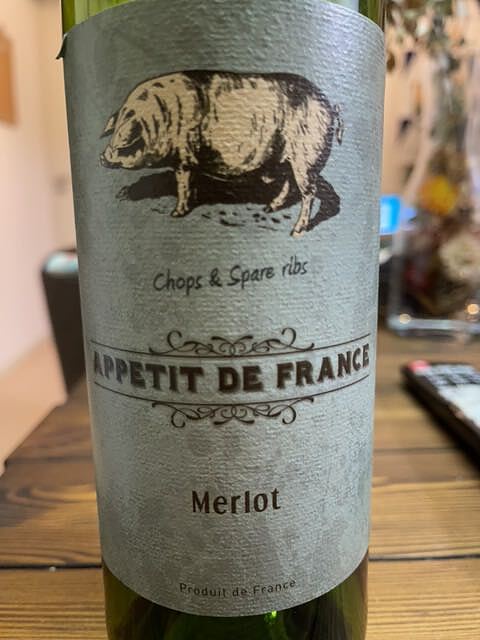 Chops & Spare ribs
APPETIT DE FRANCE
Merlot
Produit de France